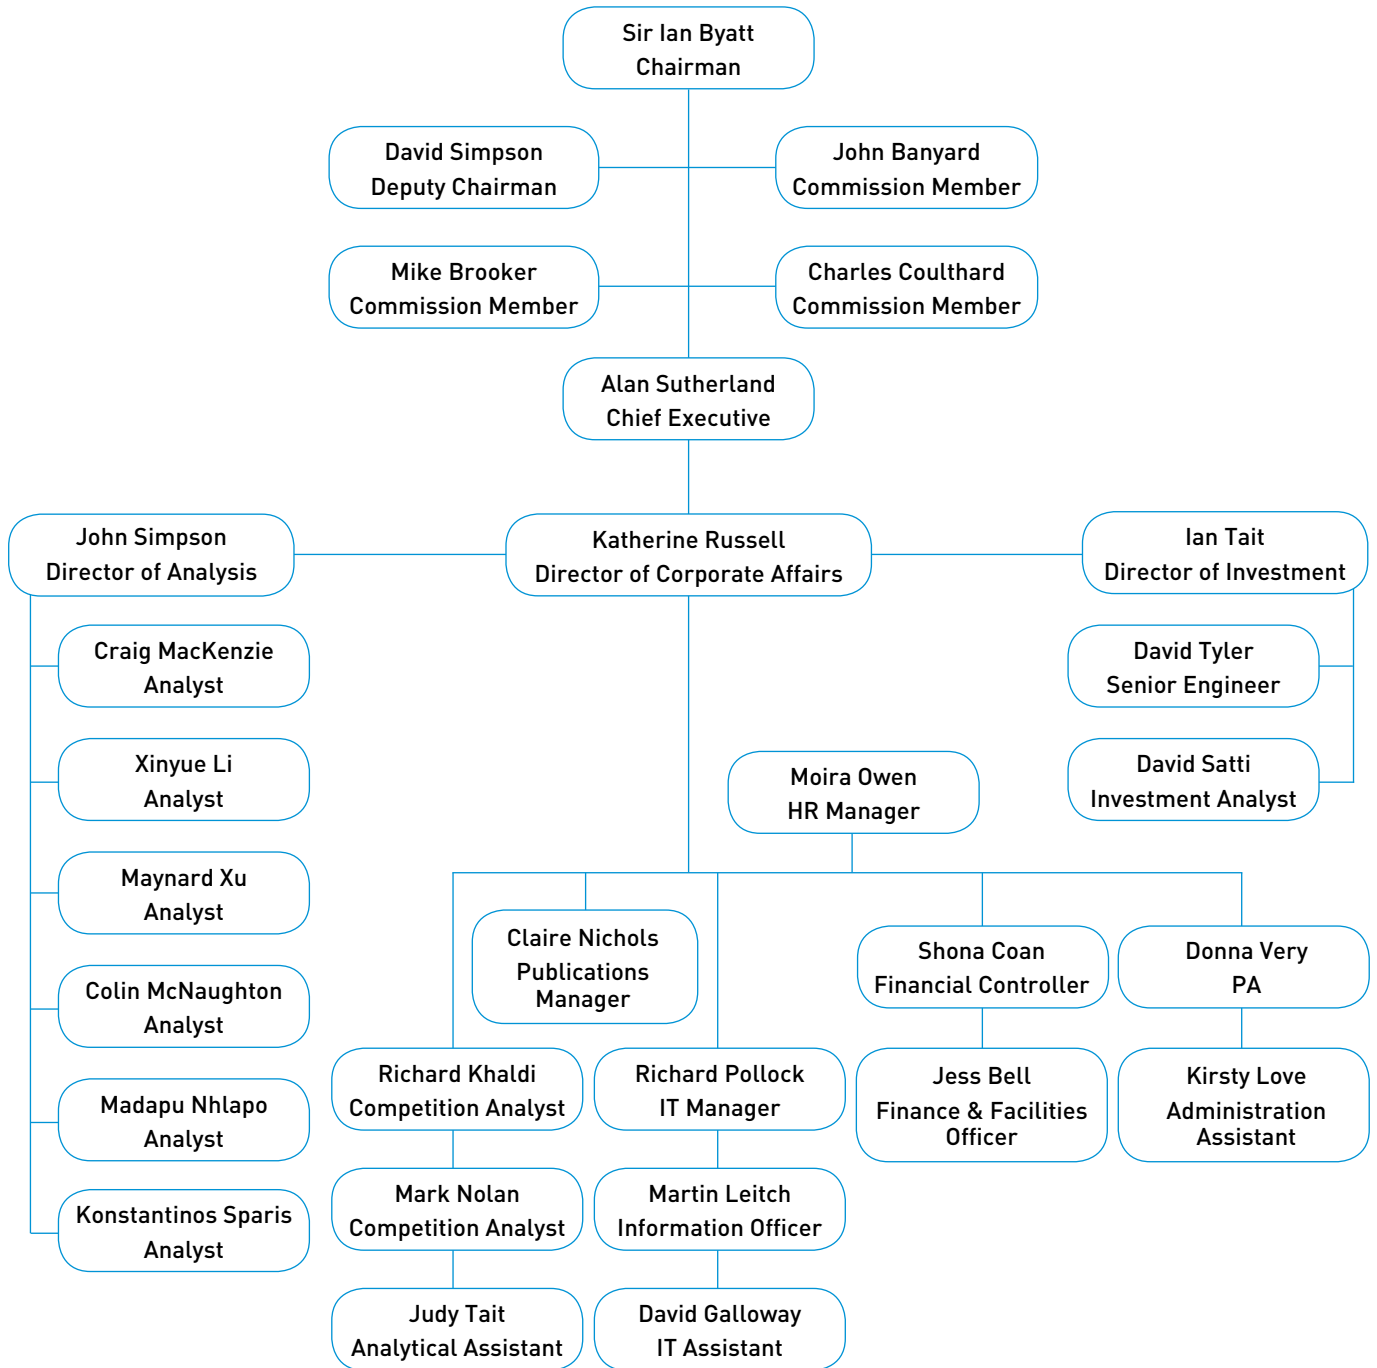 Sir Ian Byatt
Chairman
David Simpson
Deputy Chairman
John Banyard
Commission Member
Mike Brooker
Commission Member
Charles Coulthard
Commission Member
Alan Sutherland
Chief Executive
John Simpson
Director of Analysis
Katherine Russell
Director of Corporate Affairs
Ian Tait
Director of Investment
Craig MacKenzie
Analyst
David Tyler
Senior Engineer
Xinyue Li
Analyst
Moira Owen
HR Manager
David Satti
Investment Analyst
Maynard Xu
Analyst
Claire Nichols
Publications
Manager
Shona Coan
Financial Controller
Donna Very
PA
Colin McNaughton
Analyst
Richard Khaldi
Competition Analyst
Richard Pollock
IT Manager
Jess Bell
Finance & Facilities
Officer
Kirsty Love
Administration
Assistant
Madapu Nhlapo
Analyst
Mark Nolan
Competition Analyst
Martin Leitch
Information Officer
Konstantinos Sparis
Analyst
Judy Tait
Analytical Assistant
David Galloway
IT Assistant